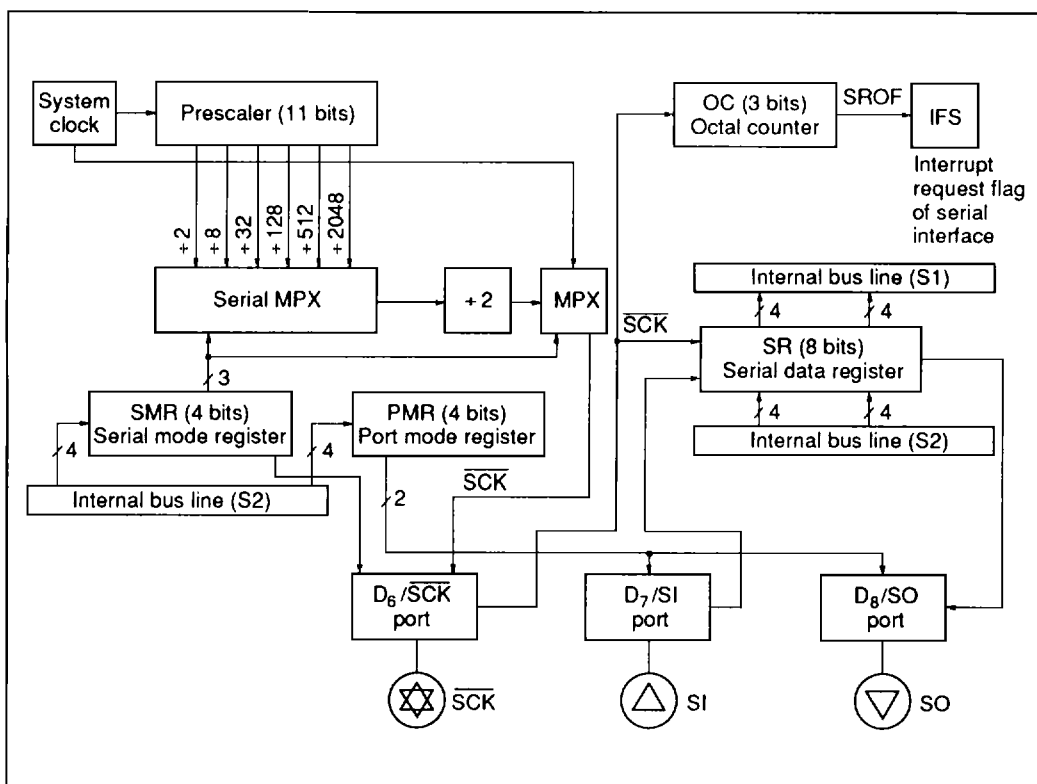 System
clock
Prescaler (11 bits)
OC (3 bits)
Octal counter
SROF
IFS
Interrupt
request flag
of serial
interface
÷2
÷8
÷32
÷128
÷512
÷2048
Serial MPX
÷2
MPX
Internal bus line (S1)
4
4
SCK
SR (8 bits)
Serial data register
3
4
4
Internal bus line (S2)
SMR (4 bits)
Serial mode register
PMR (4 bits)
Port mode register
4
4
Internal bus line (S2)
2
SCK
D6/SCK
port
D7/SI
port
D8/SO
port
SCK
SI
SO